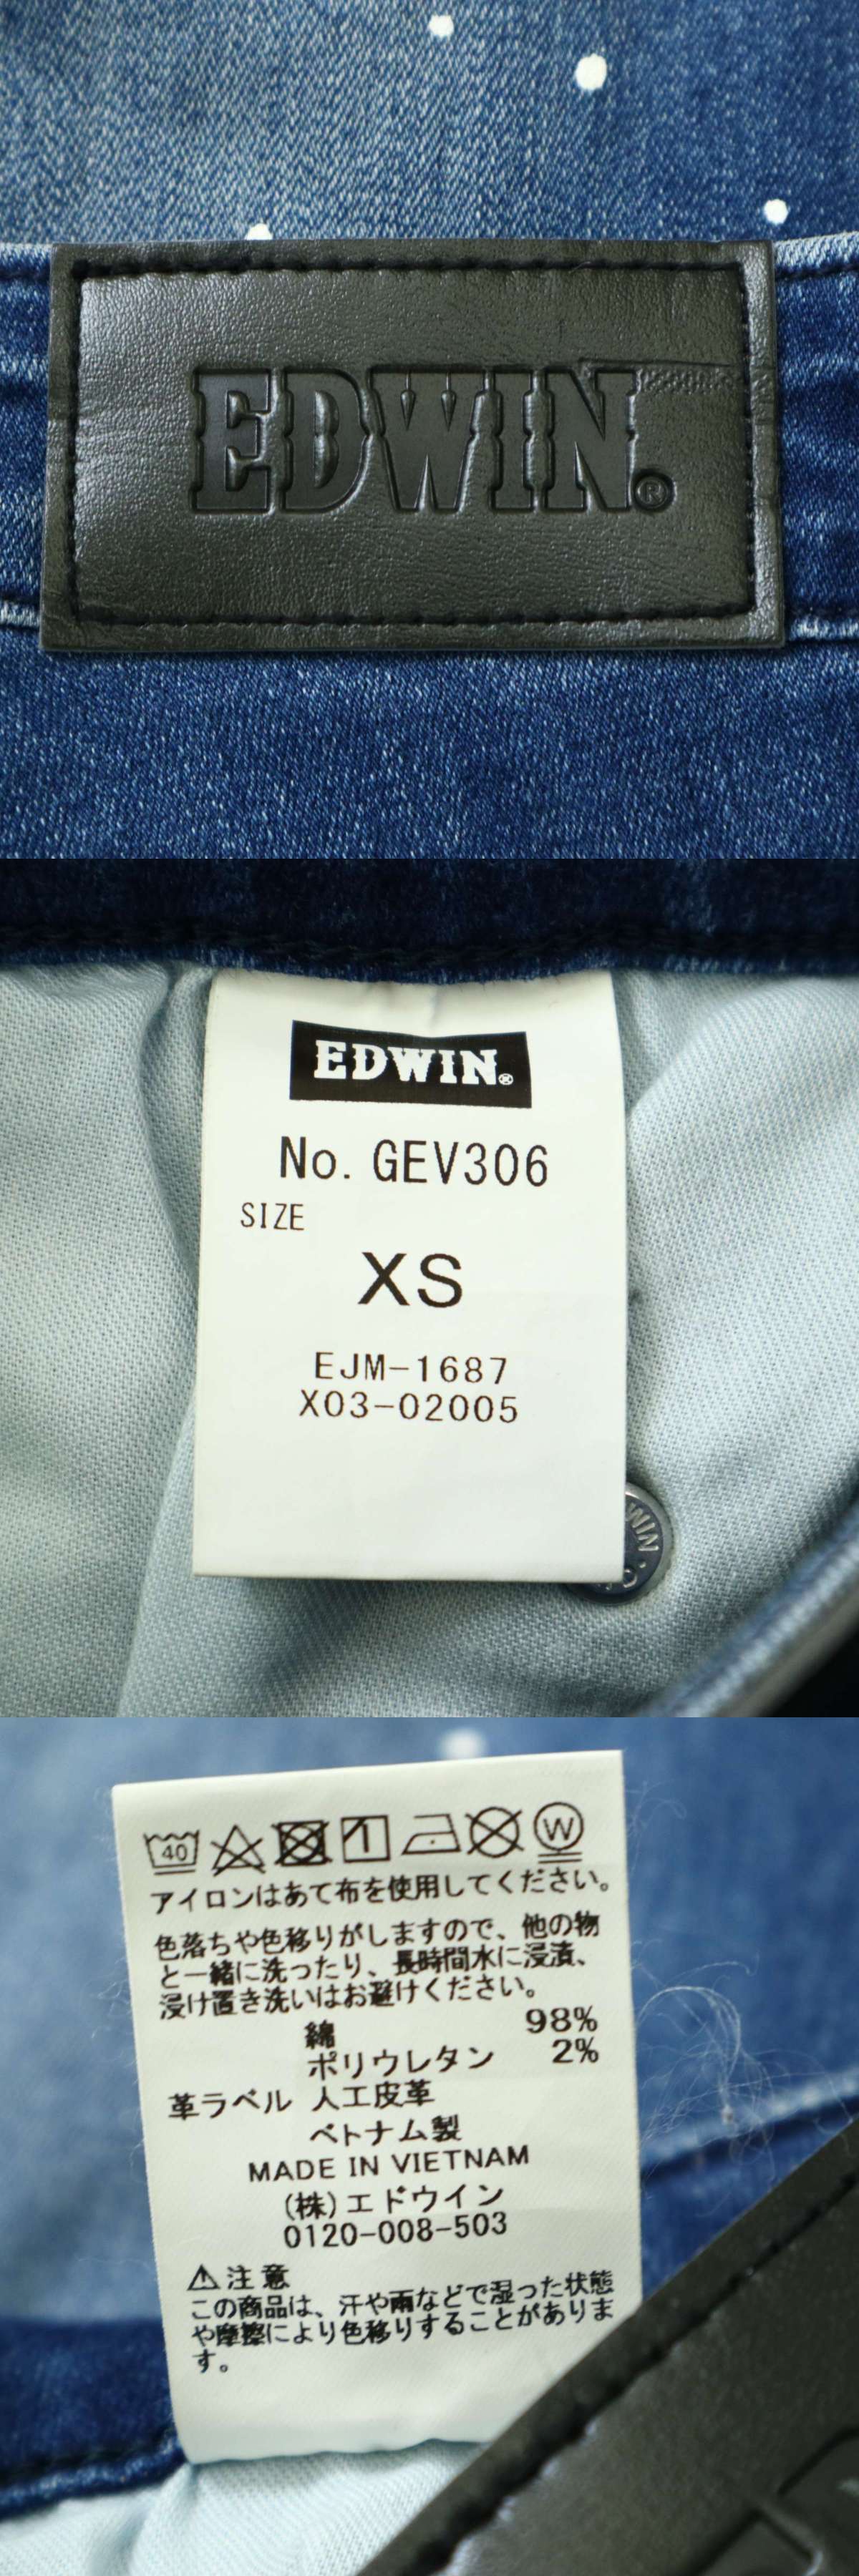 EDWIN.®
EDWIN.®
No. GEV306
SIZE
XS
EJM-1687
X03-02005
WIN
40
W
アイロンはあて布を使用してください。
色落ちや色移りがしますので、他の物
と一緒に洗ったり、長時間水に浸漬、
浸け置き洗いはお避けください。
綿 98%
ポリウレタン 2%
革ラベル 人工皮革
ベトナム製
MADE IN VIETNAM
(株)エドウイン
0120-008-503
⚠注意
この商品は、汗や雨などで湿った状態
や摩擦により色移りすることがありま
す。